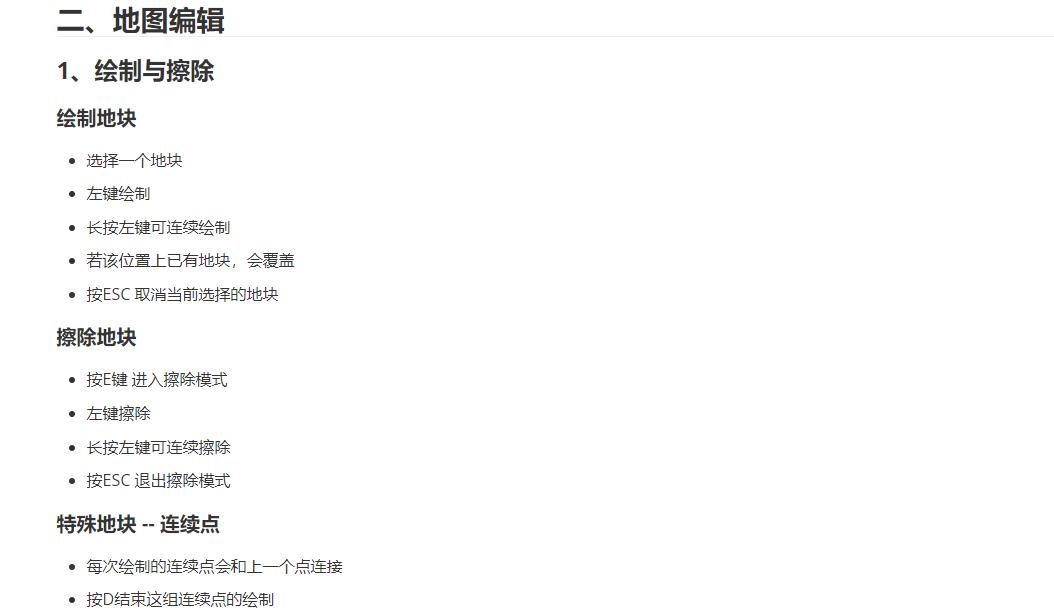 二、地图编辑
1、绘制与擦除
绘制地块
选择一个地块
左键绘制
长按左键可连续绘制
若该位置上已有地块，会覆盖
按ESC 取消当前选择的地块
擦除地块
按E键 进入擦除模式
左键擦除
长按左键可连续擦除
按ESC 退出擦除模式
特殊地块 -- 连续点
每次绘制的连续点会和上一个点连接
按D结束这组连续点的绘制